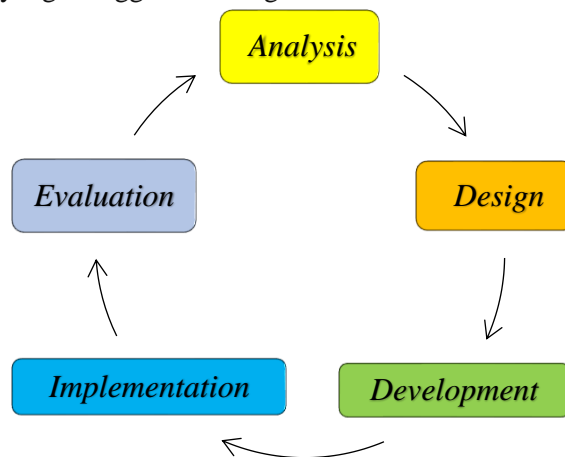 Analysis
Design
Development
Implementation
Evaluation